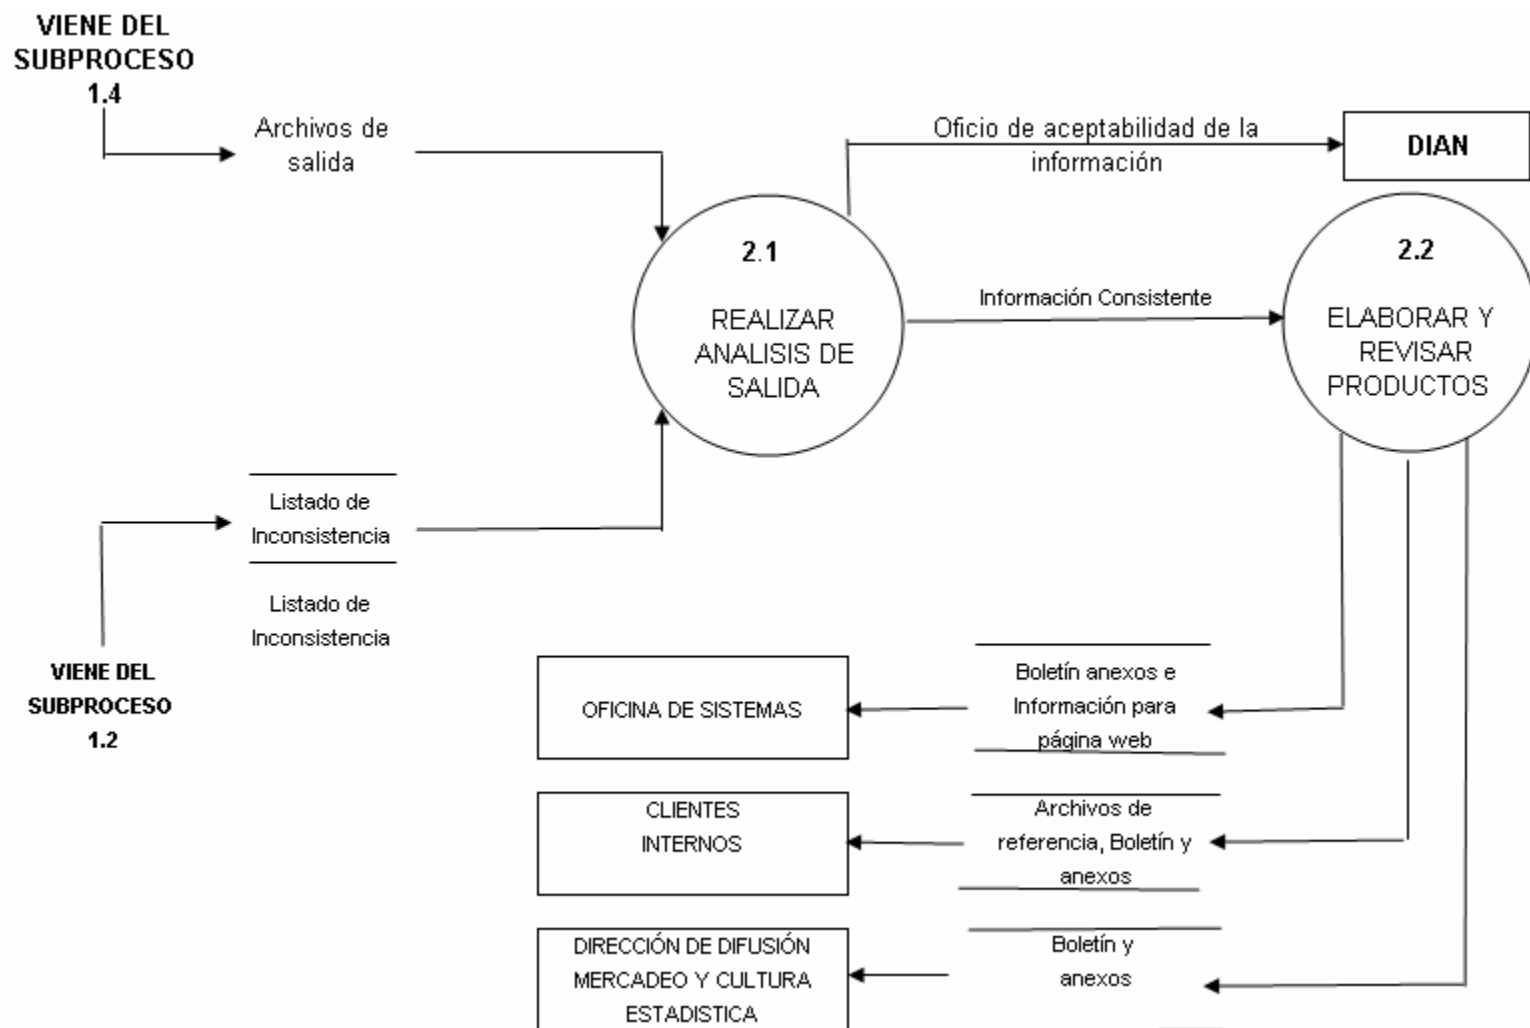 VIENE DEL
SUBPROCESO
1.4
Archivos de
salida
Oficio de aceptabilidad de la
información
DIAN
2.1
REALIZAR
ANALISIS DE
SALIDA
Información Consistente
2.2
ELABORAR Y
REVISAR
PRODUCTOS
Listado de
Inconsistencia
Listado de
Inconsistencia
VIENE DEL
SUBPROCESO
1.2
OFICINA DE SISTEMAS
Boletín anexos e
Información para
página web
CLIENTES
INTERNOS
Archivos de
referencia, Boletín y
anexos
DIRECCIÓN DE DIFUSIÓN
MERCADEO Y CULTURA
ESTADISTICA
Boletín y
anexos